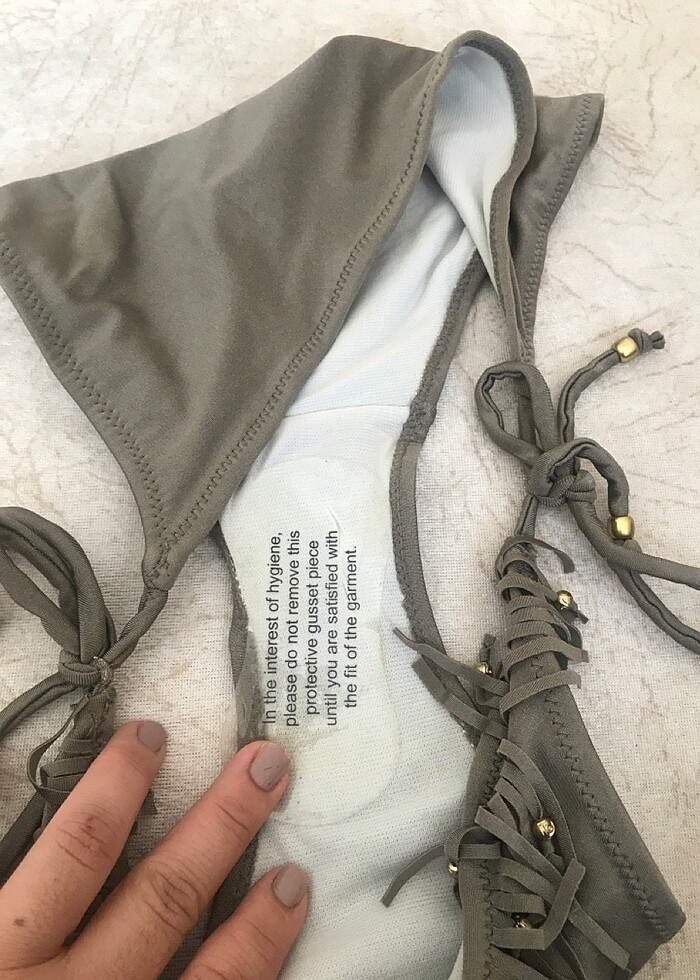 In the interest of hygiene,
please do not remove this
protective gusset piece
until you are satisfied with
the fit of the garment.